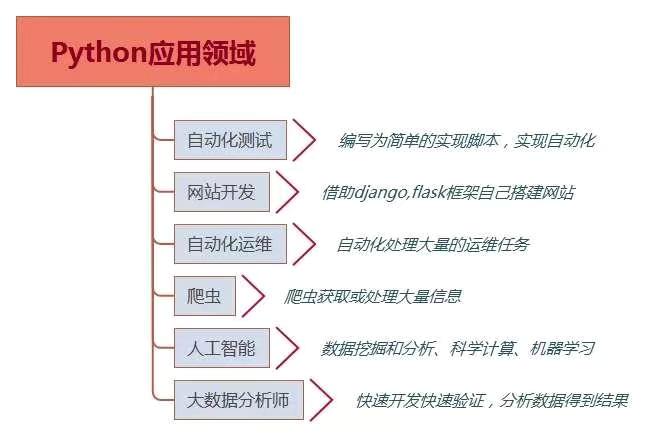 Python应用领域
自动化测试 编写为简单的实现脚本，实现自动化
网站开发 借助django,flask框架自己搭建网站
自动化运维 自动化处理大量的运维任务
爬虫 爬虫获取或处理大量信息
人工智能 数据挖掘和分析、科学计算、机器学习
大数据分析师 快速开发快速验证，分析数据得到结果